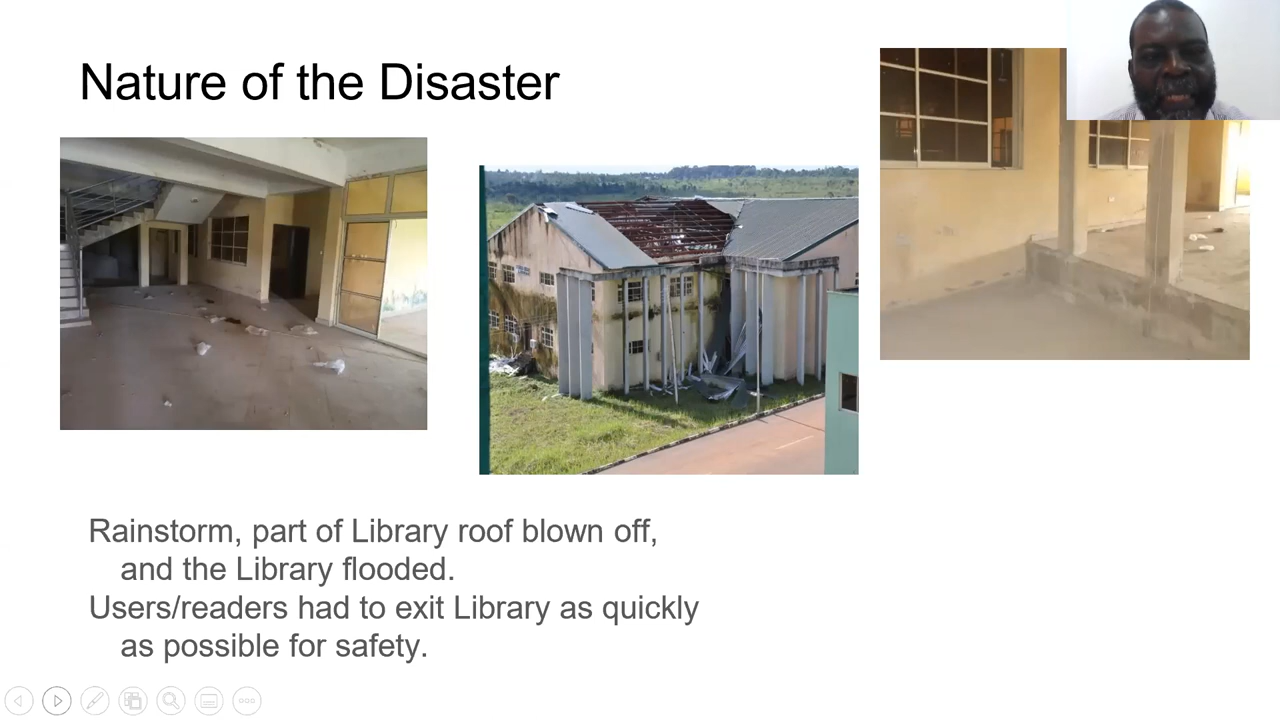 Nature of the Disaster
Rainstorm, part of Library roof blown off,
and the Library flooded.
Users/readers had to exit Library as quickly
as possible for safety.